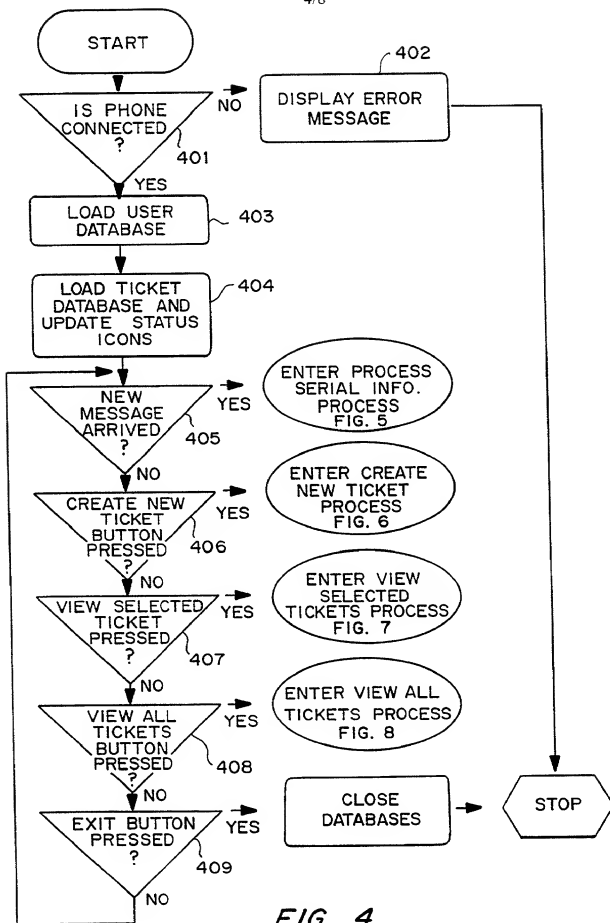 4/8
START
IS PHONE
CONNECTED
?
401
NO
YES
402
DISPLAY ERROR
MESSAGE
LOAD USER
DATABASE
403
LOAD TICKET
DATABASE AND
UPDATE STATUS
ICONS
404
NEW
MESSAGE
ARRIVED
?
405
YES
NO
ENTER PROCESS
SERIAL INFO.
PROCESS
FIG. 5
CREATE NEW
TICKET
BUTTON
PRESSED
?
406
YES
NO
ENTER CREATE
NEW TICKET
PROCESS
FIG. 6
VIEW SELECTED
TICKET
PRESSED
?
407
YES
NO
ENTER VIEW
SELECTED
TICKETS PROCESS
FIG. 7
VIEW ALL
TICKETS
BUTTON
PRESSED
?
408
YES
NO
ENTER VIEW ALL
TICKETS PROCESS
FIG. 8
EXIT BUTTON
PRESSED
?
409
YES
NO
CLOSE
DATABASES
STOP
FIG. 4